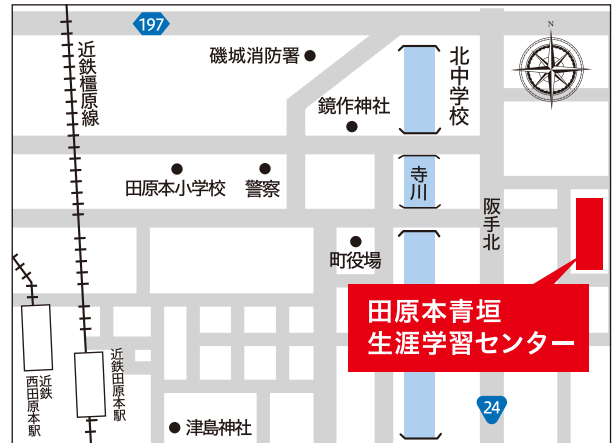 197
N
近鉄橿原線
磯城消防署
北中学校
鏡作神社
田原本小学校
警察
寺川
阪手北
町役場
田原本青垣
生涯学習センター
近鉄
西田原本駅
近鉄田原本駅
津島神社
24